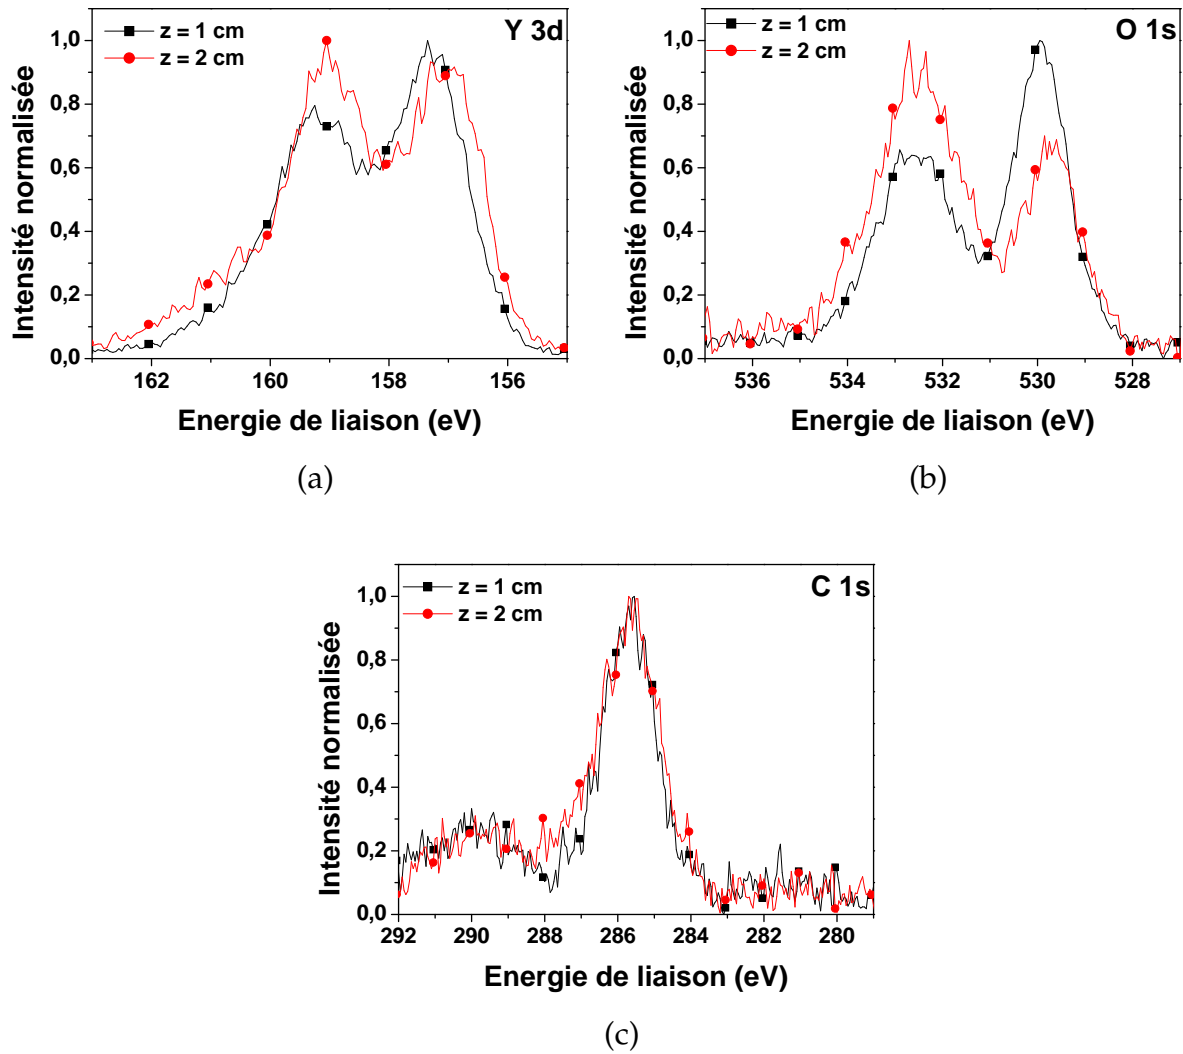 z = 1 cm
z = 2 cm
Y 3d
1,0
0,8
0,6
0,4
0,2
0,0
Intensité normalisée
162 160 158 156
Energie de liaison (eV)
(a)
z = 1 cm
z = 2 cm
O 1s
1,0
0,8
0,6
0,4
0,2
0,0
Intensité normalisée
536 534 532 530 528
Energie de liaison (eV)
(b)
z = 1 cm
z = 2 cm
C 1s
1,0
0,8
0,6
0,4
0,2
0,0
Intensité normalisée
292 290 288 286 284 282 280
Energie de liaison (eV)
(c)